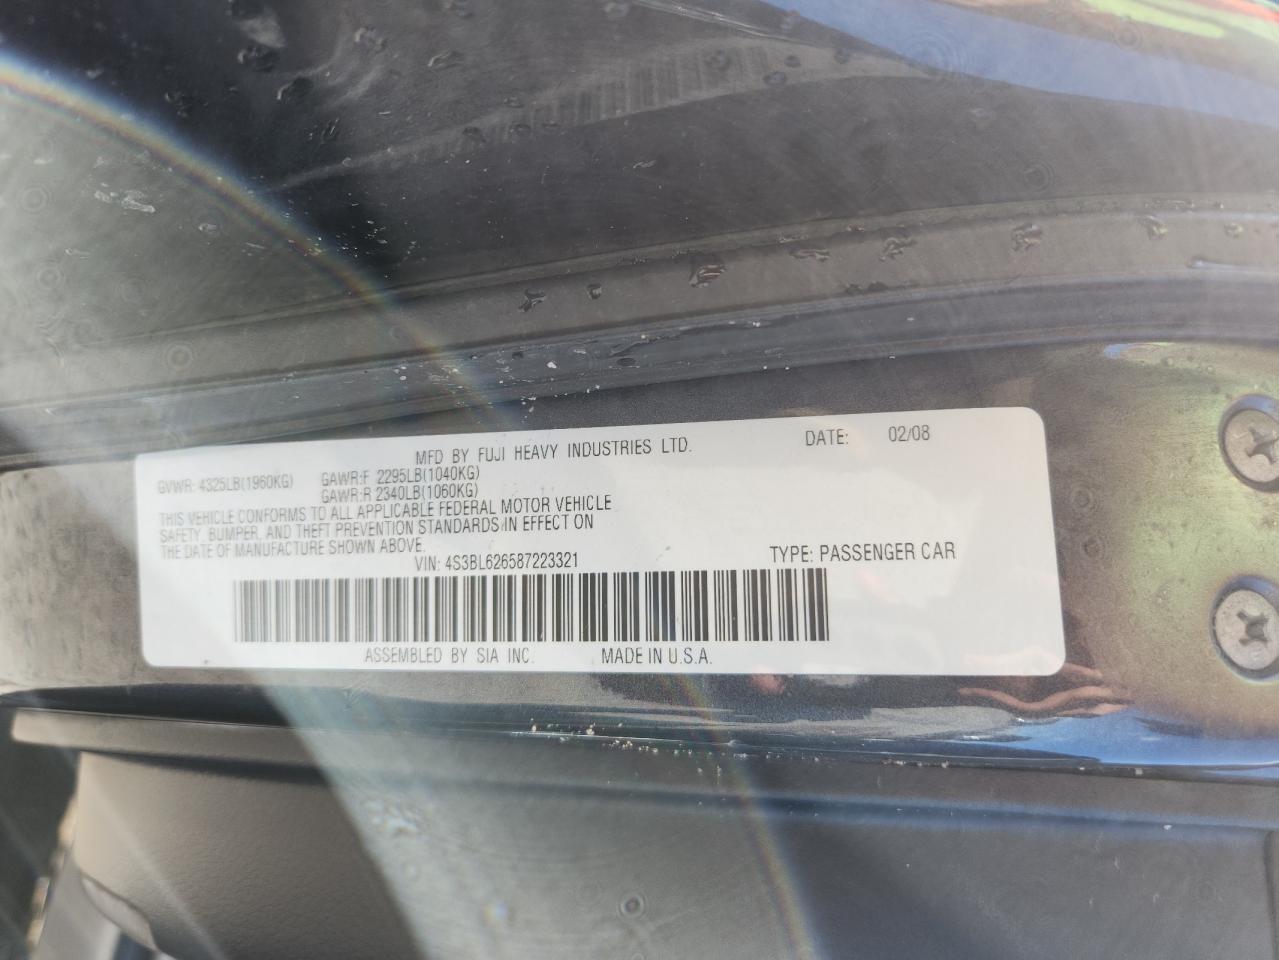 MFD BY FUJI HEAVY INDUSTRIES LTD. DATE: 02/08
GVWR: 4325LB(1960KG) GAWR:F 2295LB(1040KG)
GAWR:R 2340LB(1060KG)
THIS VEHICLE CONFORMS TO ALL APPLICABLE FEDERAL MOTOR VEHICLE
SAFETY, BUMPER, AND THEFT PREVENTION STANDARDS IN EFFECT ON
THE DATE OF MANUFACTURE SHOWN ABOVE.
VIN: 4S3BL626587223321 TYPE: PASSENGER CAR
ASSEMBLED BY SIA INC. MADE IN U.S.A.